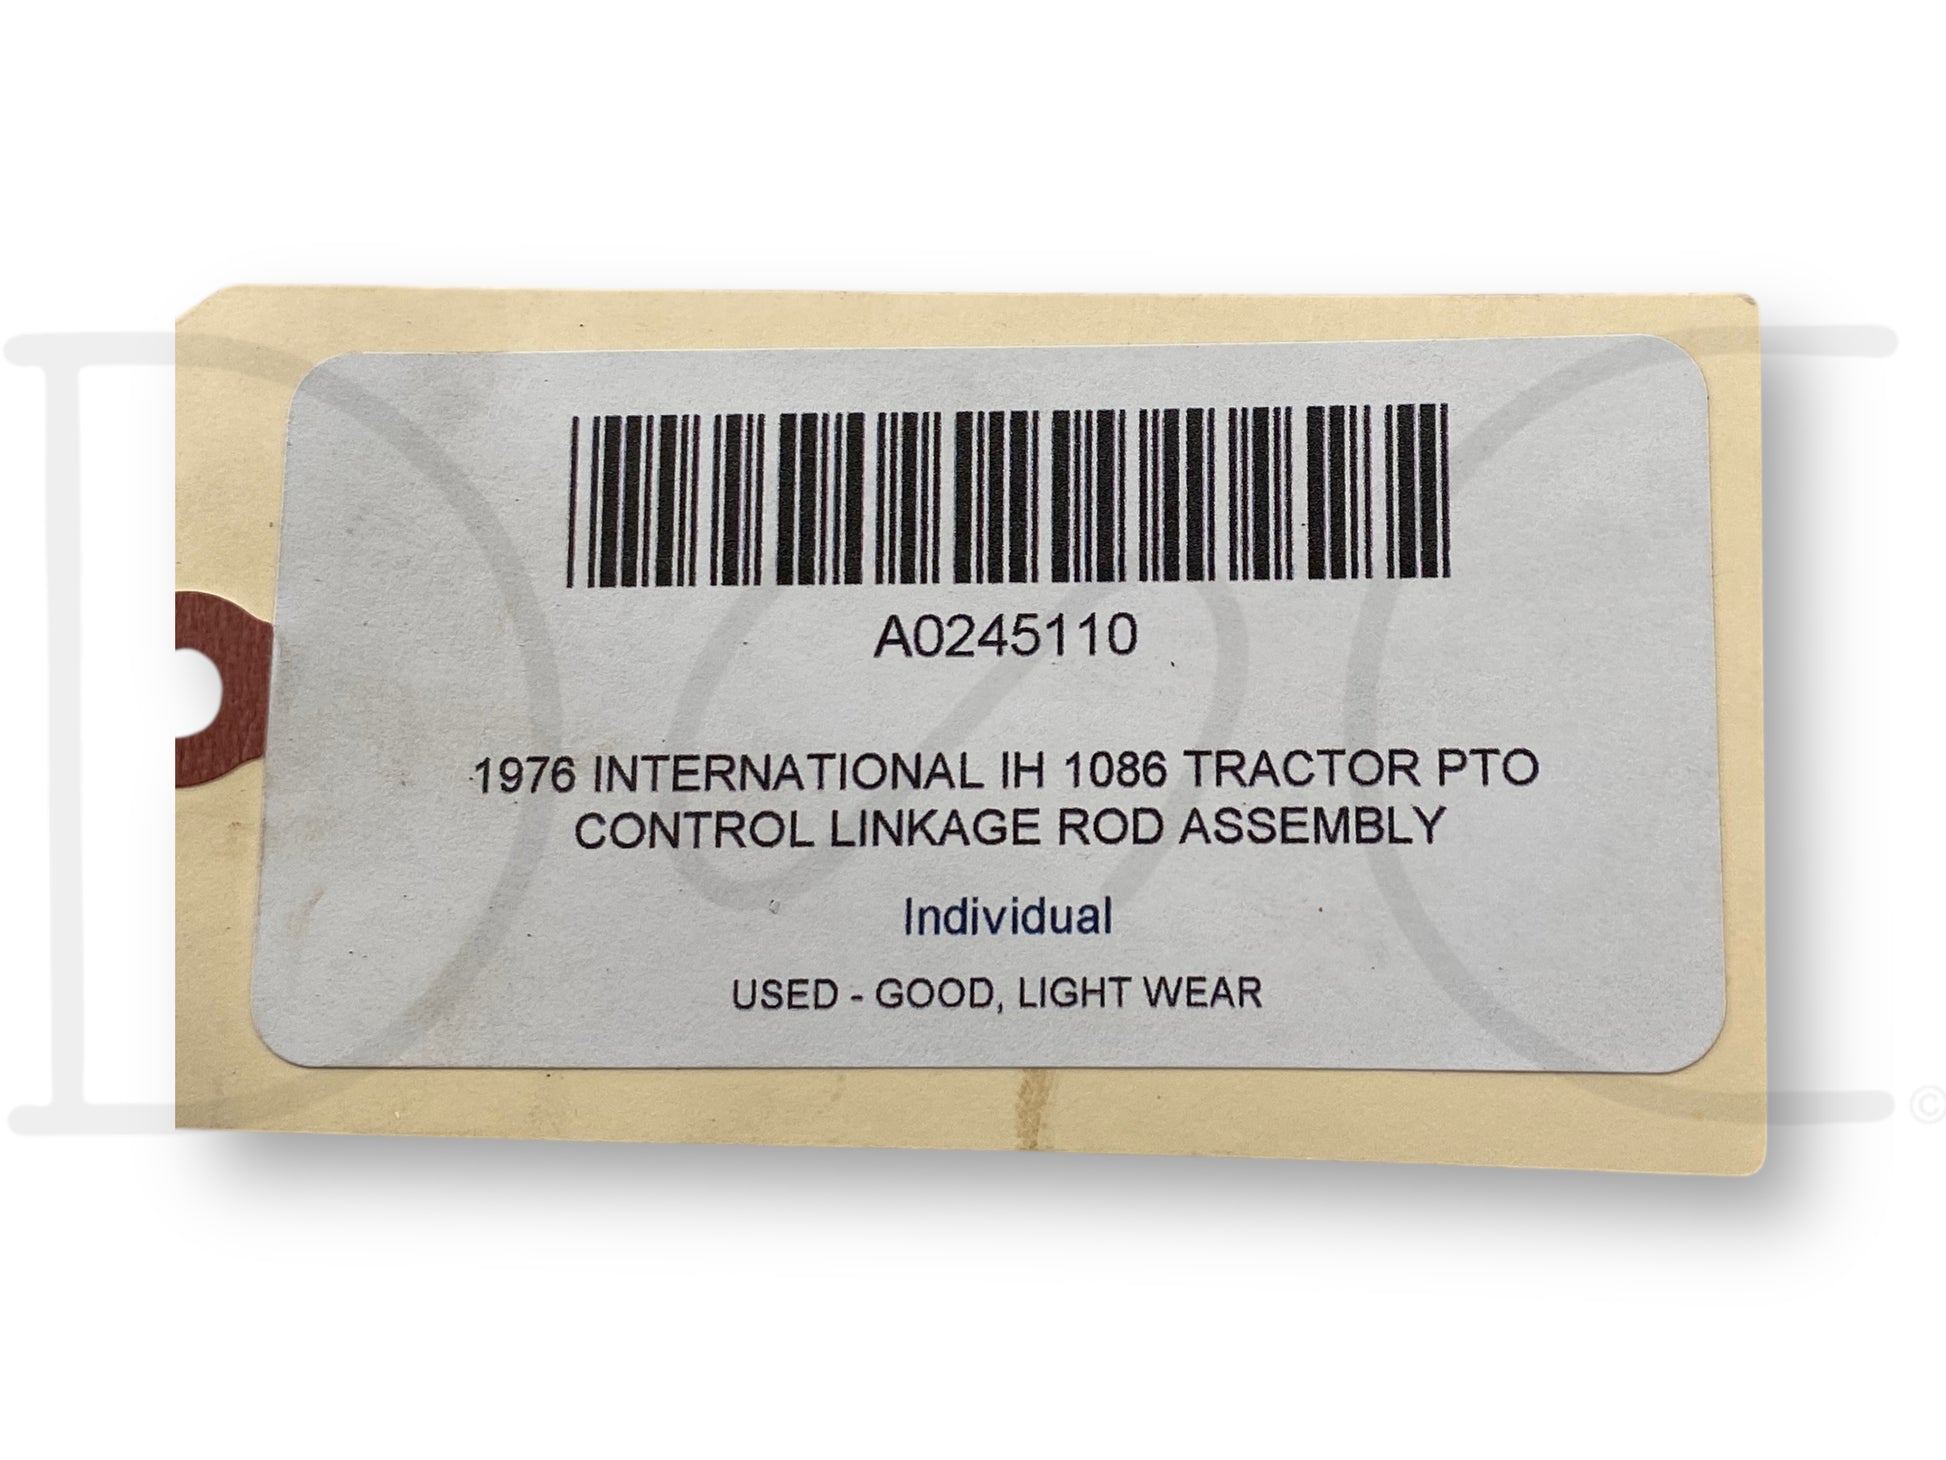 A0245110
1976 INTERNATIONAL IH 1086 TRACTOR PTO
CONTROL LINKAGE ROD ASSEMBLY
Individual
USED - GOOD, LIGHT WEAR
©